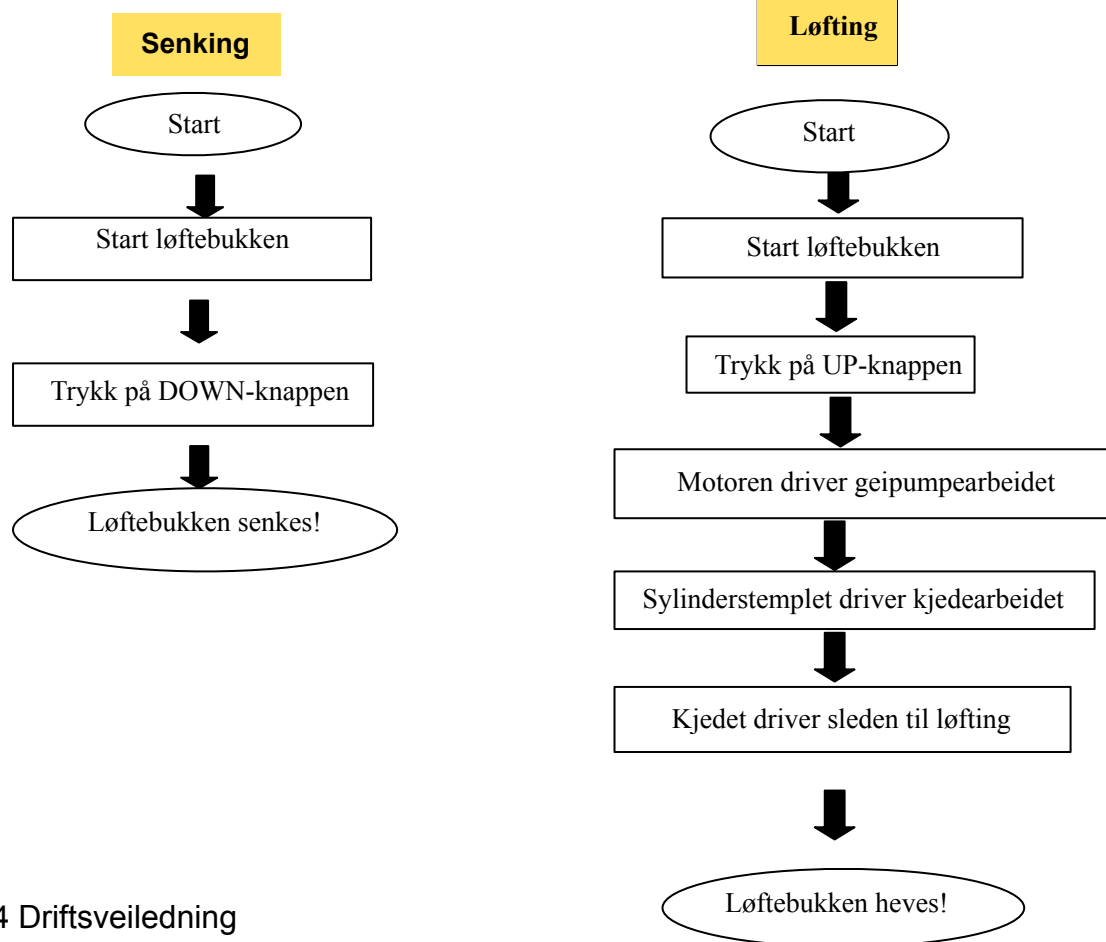 Senking
Start
Start løftebukken
Trykk på DOWN-knappen
Løftebukken senkes!
Løfting
Start
Start løftebukken
Trykk på UP-knappen
Motoren driver geipumpearbeidet
Sylinderstemplet driver kjedearbeidet
Kjedet driver sleden til løfting
Løftebukken heves!
4 Driftsveiledning